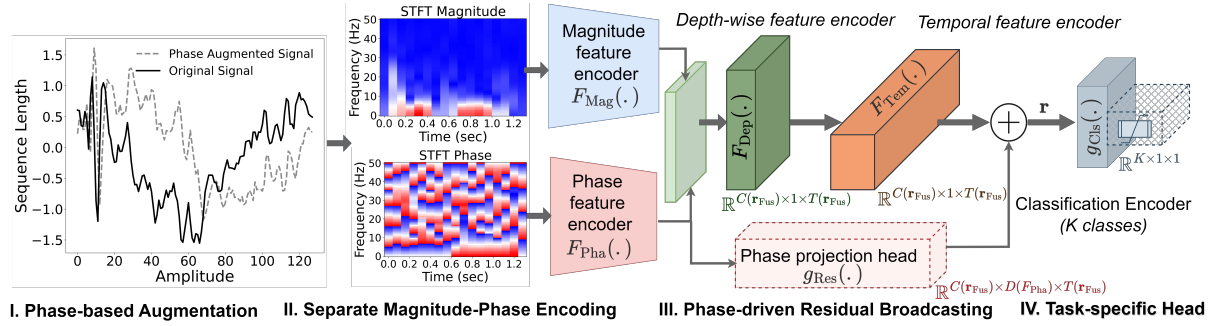 Phase Augmented Signal
Original Signal
Sequence Length
1.5
1.0
0.5
0.0
−0.5
−1.0
−1.5
0 20 40 60 80 100 120
Amplitude
I. Phase-based Augmentation
STFT Magnitude
Frequency (Hz)
50
40
30
20
10
0
0.0 0.2 0.4 0.6 0.8 1.0 1.2
Time (sec)
STFT Phase
Frequency (Hz)
50
40
30
20
10
0
0.0 0.2 0.4 0.6 0.8 1.0 1.2
Time (sec)
Magnitude
feature
encoder
F_Mag(.)
Phase
feature
encoder
F_Pha(.)
II. Separate Magnitude-Phase Encoding
Depth-wise feature encoder
F_Dep(.)
ℝ^{C(r_Fus)×1×T(r_Fus)}
Temporal feature encoder
F_Tem(.)
ℝ^{C(r_Fus)×1×T(r_Fus)}
Phase projection head
g_Res(.)
ℝ^{C(r_Fus)×D(F_Pha)×T(r_Fus)}
III. Phase-driven Residual Broadcasting
+
r
g_Cls(.)
ℝ^{K×1×1}
Classification Encoder
(K classes)
IV. Task-specific Head